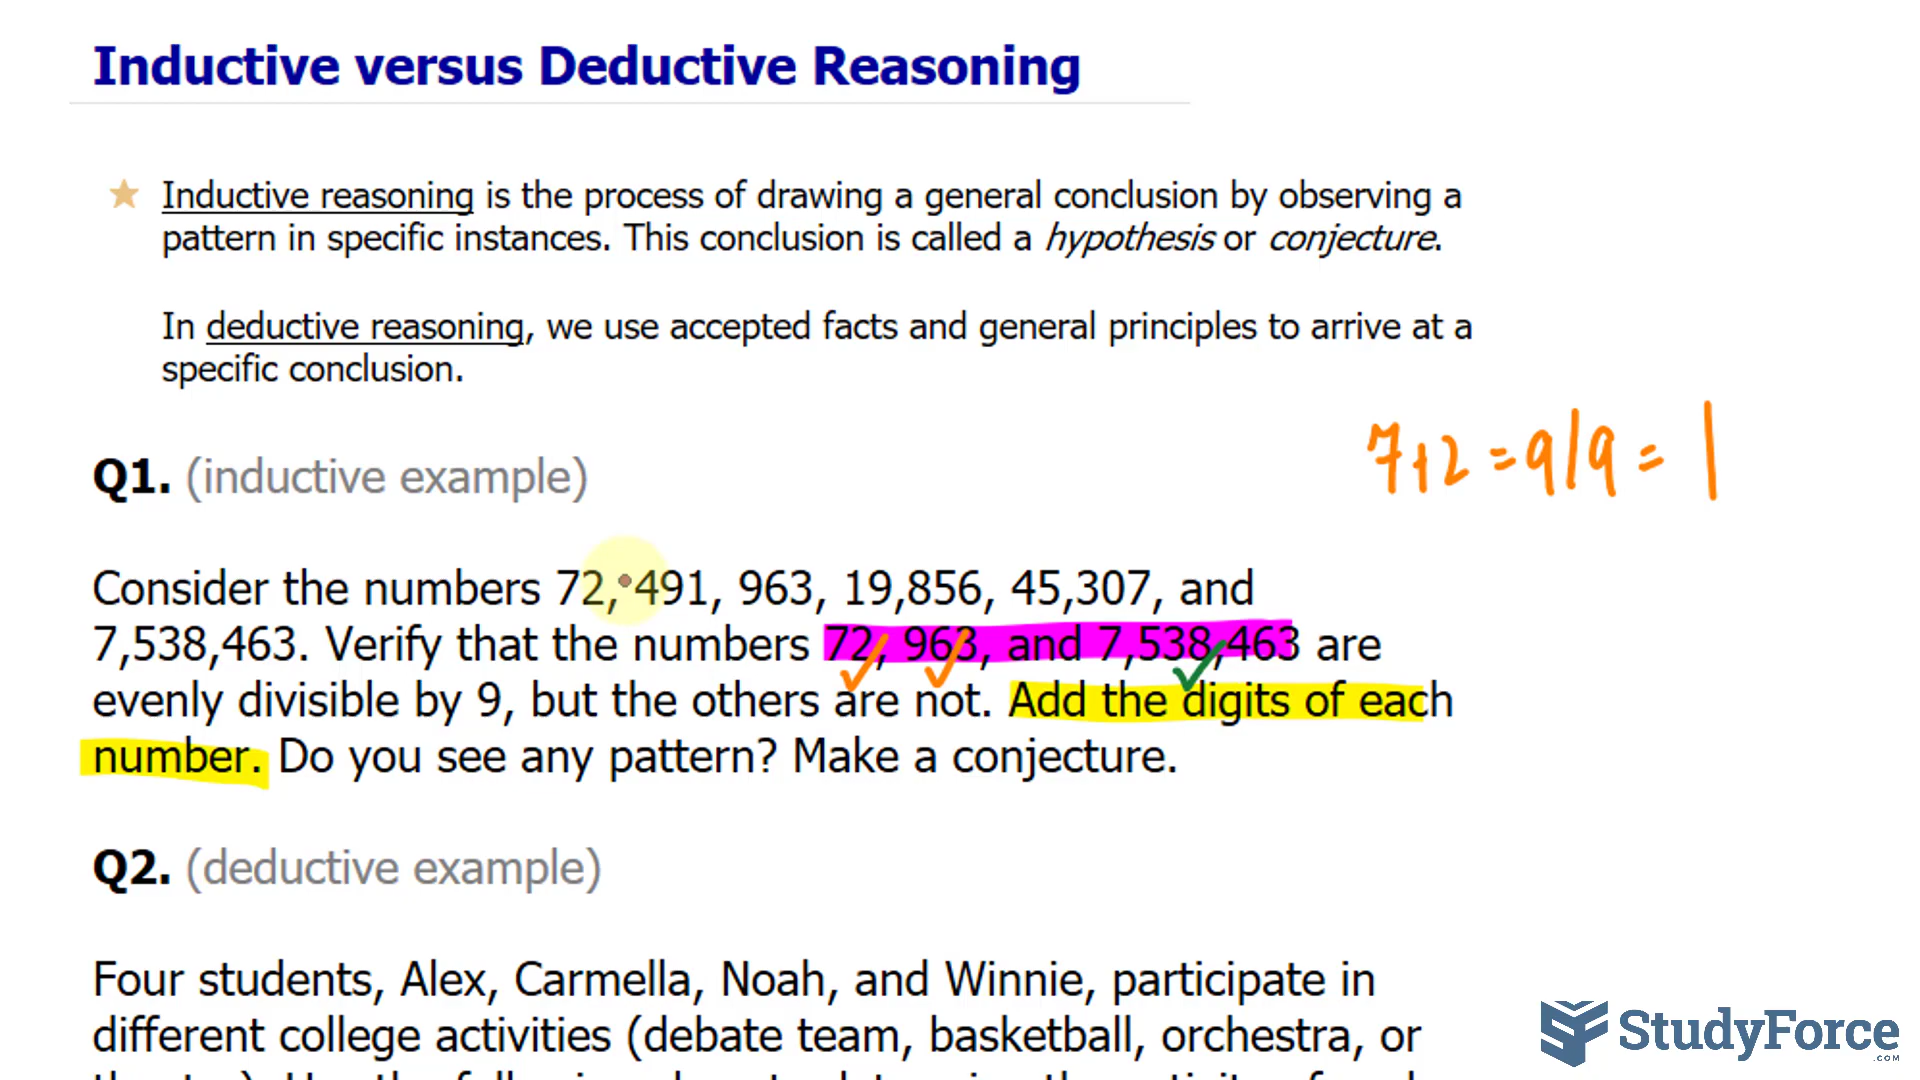 Inductive versus Deductive Reasoning
Inductive reasoning is the process of drawing a general conclusion by observing a
pattern in specific instances. This conclusion is called a hypothesis or conjecture.
In deductive reasoning, we use accepted facts and general principles to arrive at a
specific conclusion.
7+2=9/9=1
Q1. (inductive example)
Consider the numbers 72, 491, 963, 19,856, 45,307, and
7,538,463. Verify that the numbers 72, 963, and 7,538,463 are
evenly divisible by 9, but the others are not. Add the digits of each
number. Do you see any pattern? Make a conjecture.
Q2. (deductive example)
Four students, Alex, Carmella, Noah, and Winnie, participate in
different college activities (debate team, basketball, orchestra, or
StudyForce
.COM